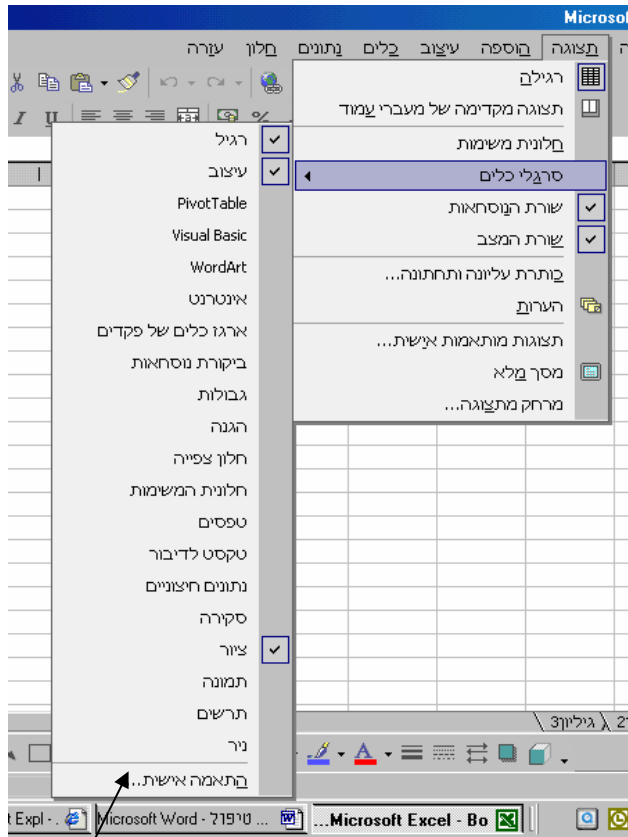 Microsof
תצוגה הוספה עיצוב כלים נתונים חלון עזרה
רגילה
תצוגה מקדימה של מעברי עמוד
חלונית משימות
סרגלי כלים
שורת הנוסחאות
שורת המצב
כותרת עליונה ותחתונה...
הערות
תצוגות מותאמות אישית...
מסך מלא
מרחק מתצוגה...
רגיל
עיצוב
PivotTable
Visual Basic
WordArt
אינטרנט
ארגז כלים של פקדים
ביקורת נוסחאות
גבולות
הגנה
חלון צפייה
חלונית המשימות
טפסים
טקסט לדיבור
נתונים חיצוניים
סקירה
ציור
תמונה
תרשים
ניר
התאמה אישית...
I U %
I
גיליון3 / 2
A
t Expl - .
Microsoft Word - טיפול ...
...Microsoft Excel - Bo